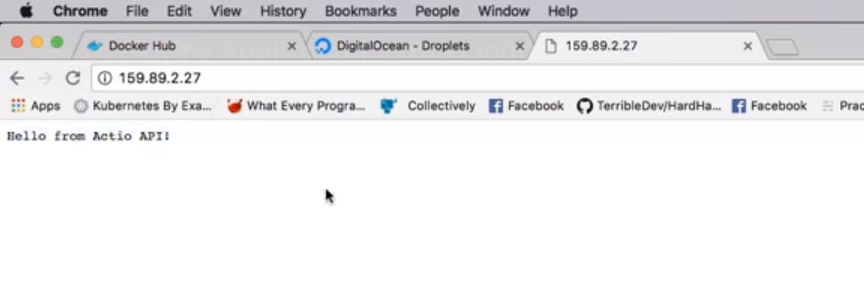 Chrome File Edit View History Bookmarks People Window Help
Docker Hub DigitalOcean - Droplets 159.89.2.27
159.89.2.27
Apps Kubernetes By Exa... What Every Progra... Collectively Facebook TerribleDev/HardHa... Facebook Prac
Hello from Actio API!